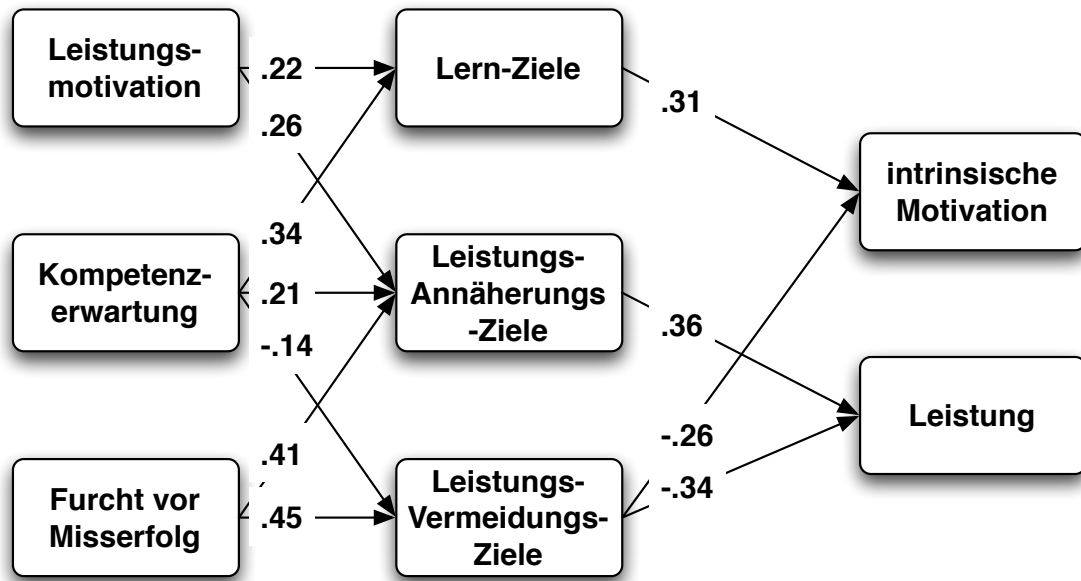 Leistungs-
motivation
.22
Lern-Ziele
.31
.26
intrinsische
Motivation
.34
Kompetenz-
erwartung
.21
Leistungs-
Annäherungs
-Ziele
.36
-.14
Leistung
-.26
.41
-.34
Furcht vor
Misserfolg
.45
Leistungs-
Vermeidungs-
Ziele